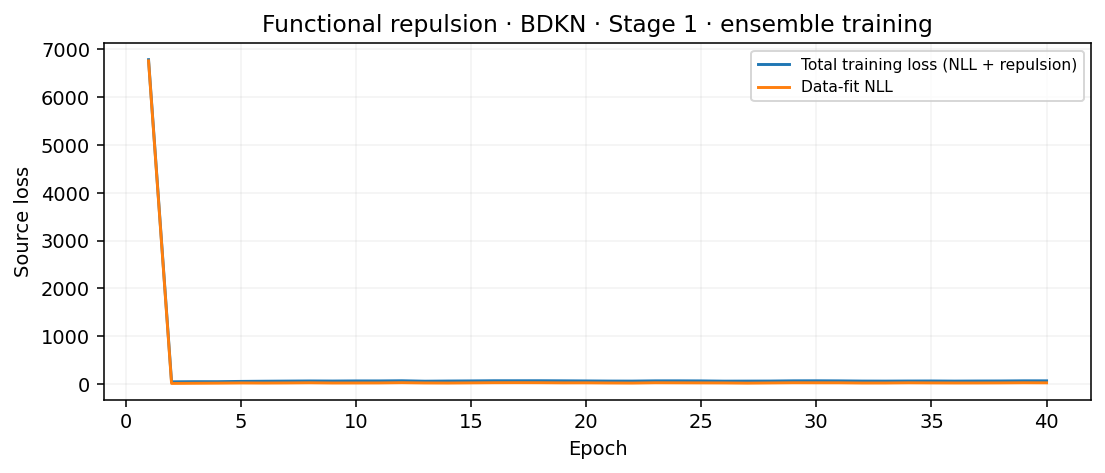 Functional repulsion · BDKN · Stage 1 · ensemble training
Total training loss (NLL + repulsion)
Data-fit NLL
Source loss
7000
6000
5000
4000
3000
2000
1000
0
0 5 10 15 20 25 30 35 40
Epoch